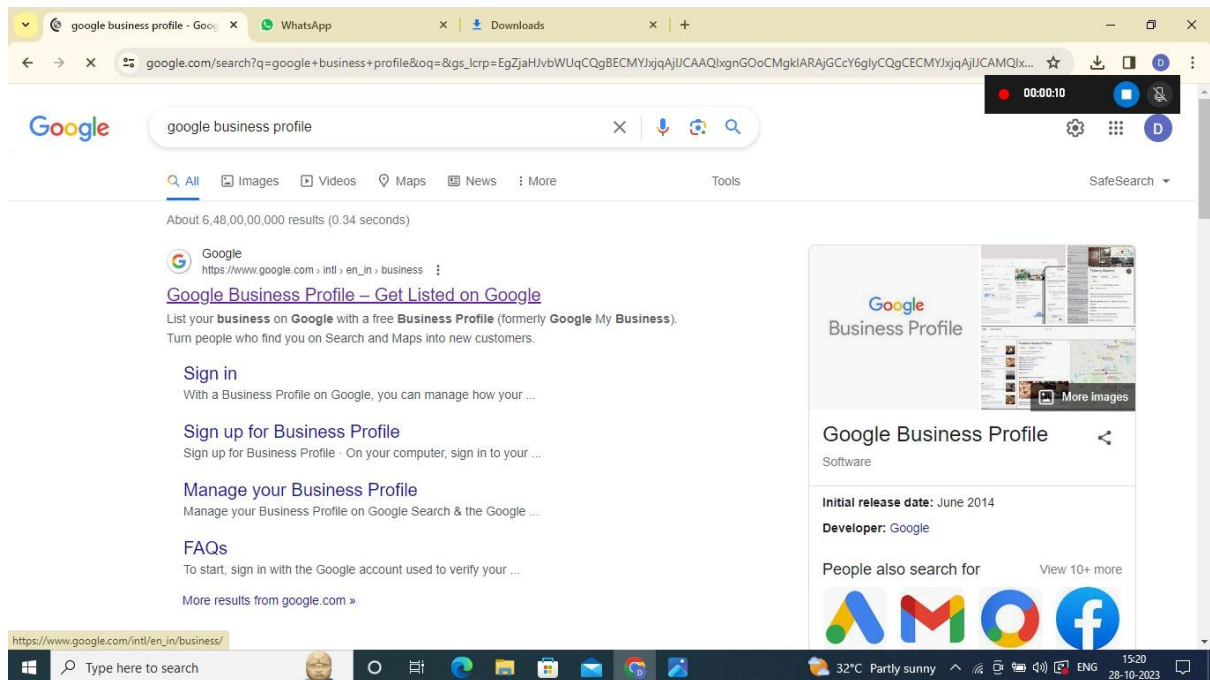 google business profile - Goog
WhatsApp
Downloads
google.com/search?q=google+business+profile&oq=&gs_lcrp=EgZjaHJvbWUqCQgBECMYJxjqAjIJCAAQIxgnGOoCMgkIARAjGCcY6gIyCQgCECMYJxjqAjIJCAMQIx...
D
00:00:10
Google
google business profile
D
All
Images
Videos
Maps
News
More
Tools
SafeSearch
About 6,48,00,00,000 results (0.34 seconds)
Google
https://www.google.com › intl › en_in › business
Google Business Profile – Get Listed on Google
List your business on Google with a free Business Profile (formerly Google My Business).
Turn people who find you on Search and Maps into new customers.
Sign in
With a Business Profile on Google, you can manage how your ...
Sign up for Business Profile
Sign up for Business Profile · On your computer, sign in to your ...
Manage your Business Profile
Manage your Business Profile on Google Search & the Google ...
FAQs
To start, sign in with the Google account used to verify your ...
More results from google.com »
Google
Business Profile
More images
Google Business Profile
Software
Initial release date: June 2014
Developer: Google
People also search for
View 10+ more
https://www.google.com/intl/en_in/business/
Type here to search
32°C Partly sunny
ENG
15:20
28-10-2023